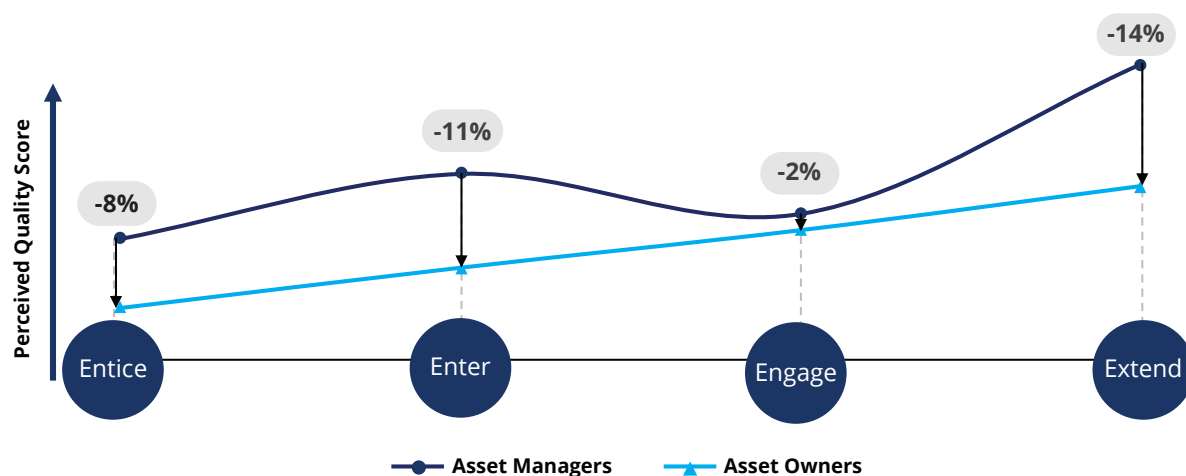 -14%
-11%
-2%
-8%
Perceived Quality Score
Entice
Enter
Engage
Extend
Asset Managers
Asset Owners